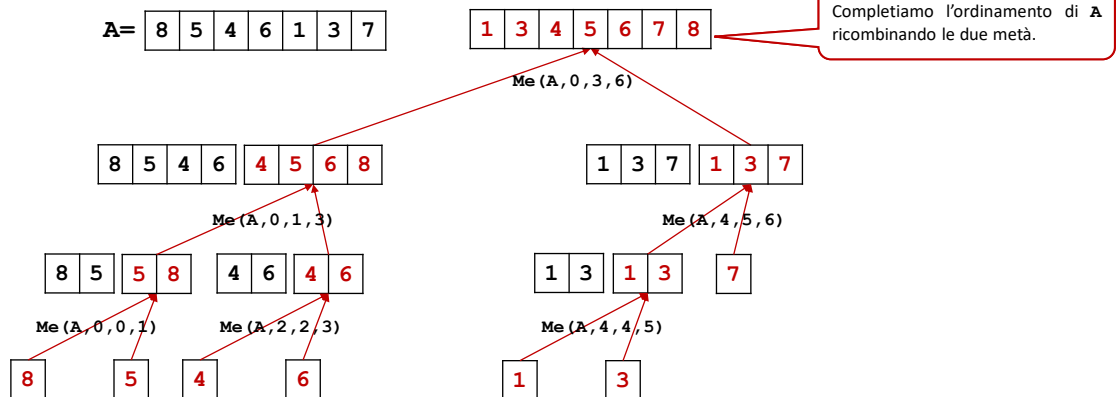 Completiamo l'ordinamento di A
ricombinando le due metà.
A= 8 5 4 6 1 3 7
1 3 4 5 6 7 8
Me(A,0,3,6)
8 5 4 6 4 5 6 8 1 3 7 1 3 7
Me(A,0,1,3) Me(A,4,5,6)
8 5 5 8 4 6 4 6 1 3 1 3 7
Me(A,0,0,1) Me(A,2,2,3) Me(A,4,4,5)
8 5 4 6 1 3